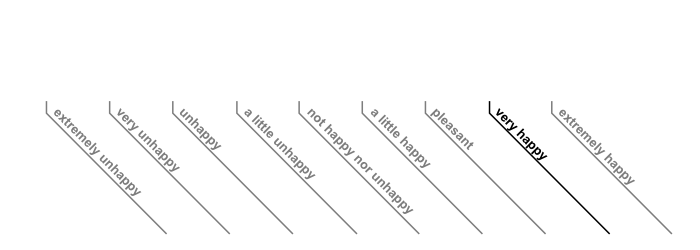 extremely unhappy
very unhappy
unhappy
a little unhappy
not happy nor unhappy
a little happy
pleasant
very happy
extremely happy